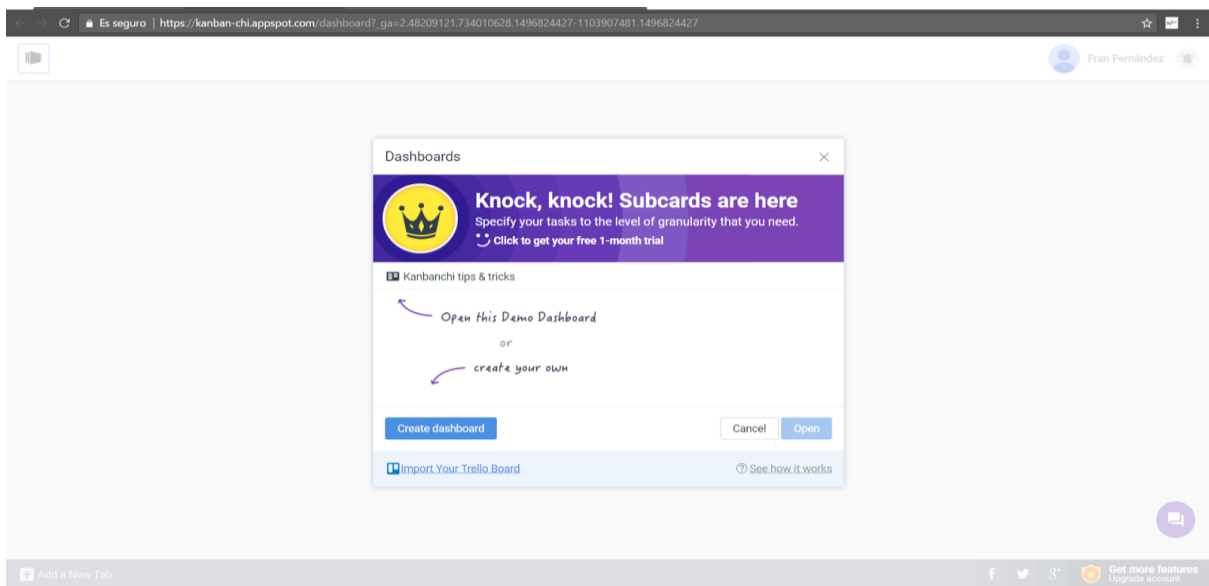 Es seguro | https://kanban-chi.appspot.com/dashboard?_ga=2.48209121.734010628.1496824427-1103907481.1496824427
Fran Fernández
Dashboards
Knock, knock! Subcards are here
Specify your tasks to the level of granularity that you need.
Click to get your free 1-month trial
Kanbanchi tips & tricks
Open this Demo Dashboard
or
create your own
Create dashboard
Cancel
Open
Import Your Trello Board
See how it works
Add a New Tab
Get more features
Upgrade account